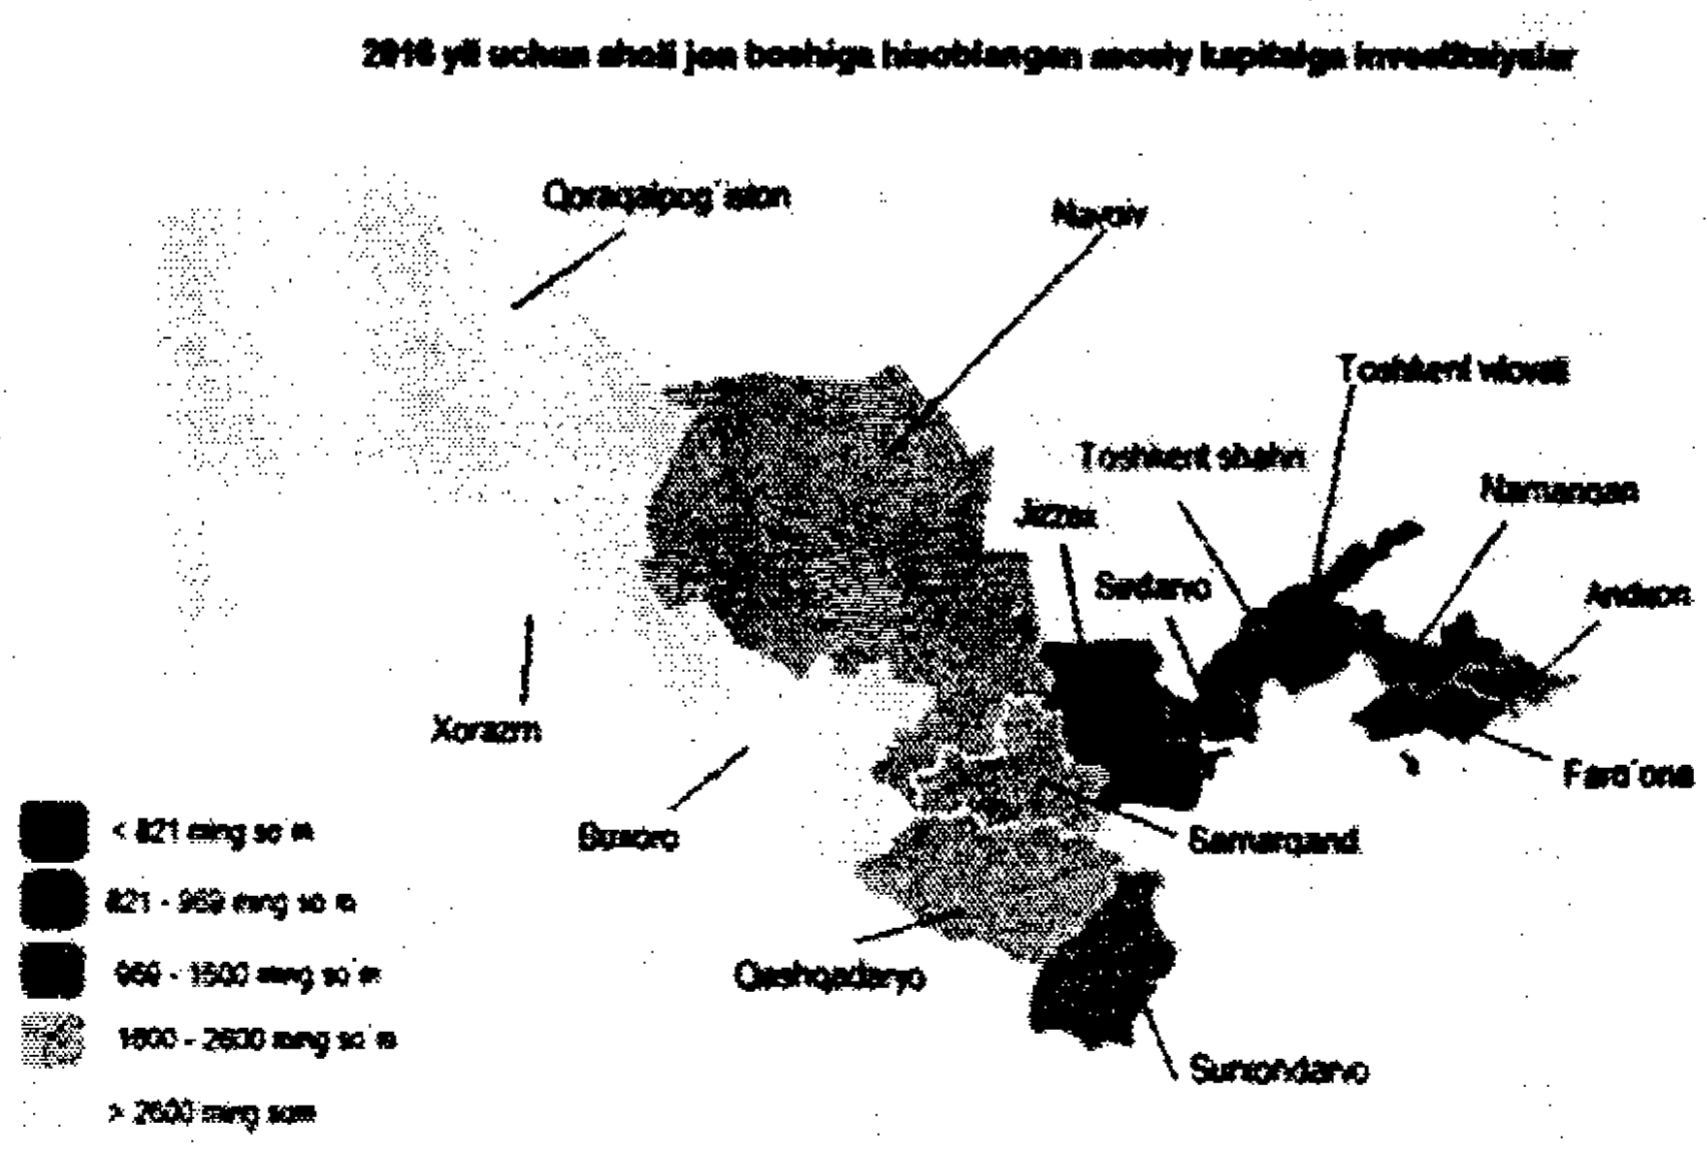 2016 yil uchun aholi jon boshiga hisoblangan asosiy kapitalga investitsiyalar
Qoraqalpog`iston
Navoiy
Toshkent viloyati
Toshkent shahri
Namangan
Jizzax
Sirdaryo
Andijon
Xorazm
Farg`ona
Buxoro
Samarqand
Qashqadaryo
Surxondaryo
< 821 ming so`m
821 - 969 ming so`m
969 - 1600 ming so`m
1600 - 2600 ming so`m
> 2600 ming som